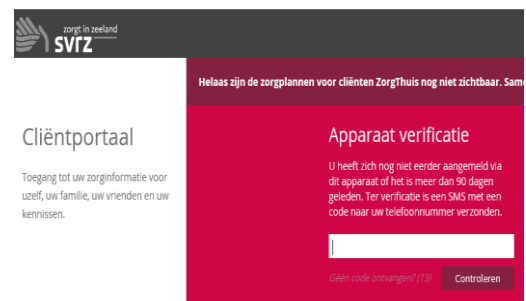 zorgt in zeeland
svrz
Helaas zijn de zorgplannen voor cliënten ZorgThuis nog niet zichtbaar. Sam
Cliëntportaal
Toegang tot uw zorginformatie voor
uzelf, uw familie, uw vrienden en uw
kennissen.
Apparaat verificatie
U heeft zich nog niet eerder aangemeld via
dit apparaat of het is meer dan 90 dagen
geleden. Ter verificatie is een SMS met een
code naar uw telefoonnummer verzonden.
Géén code ontvangen? (13)
Controleren